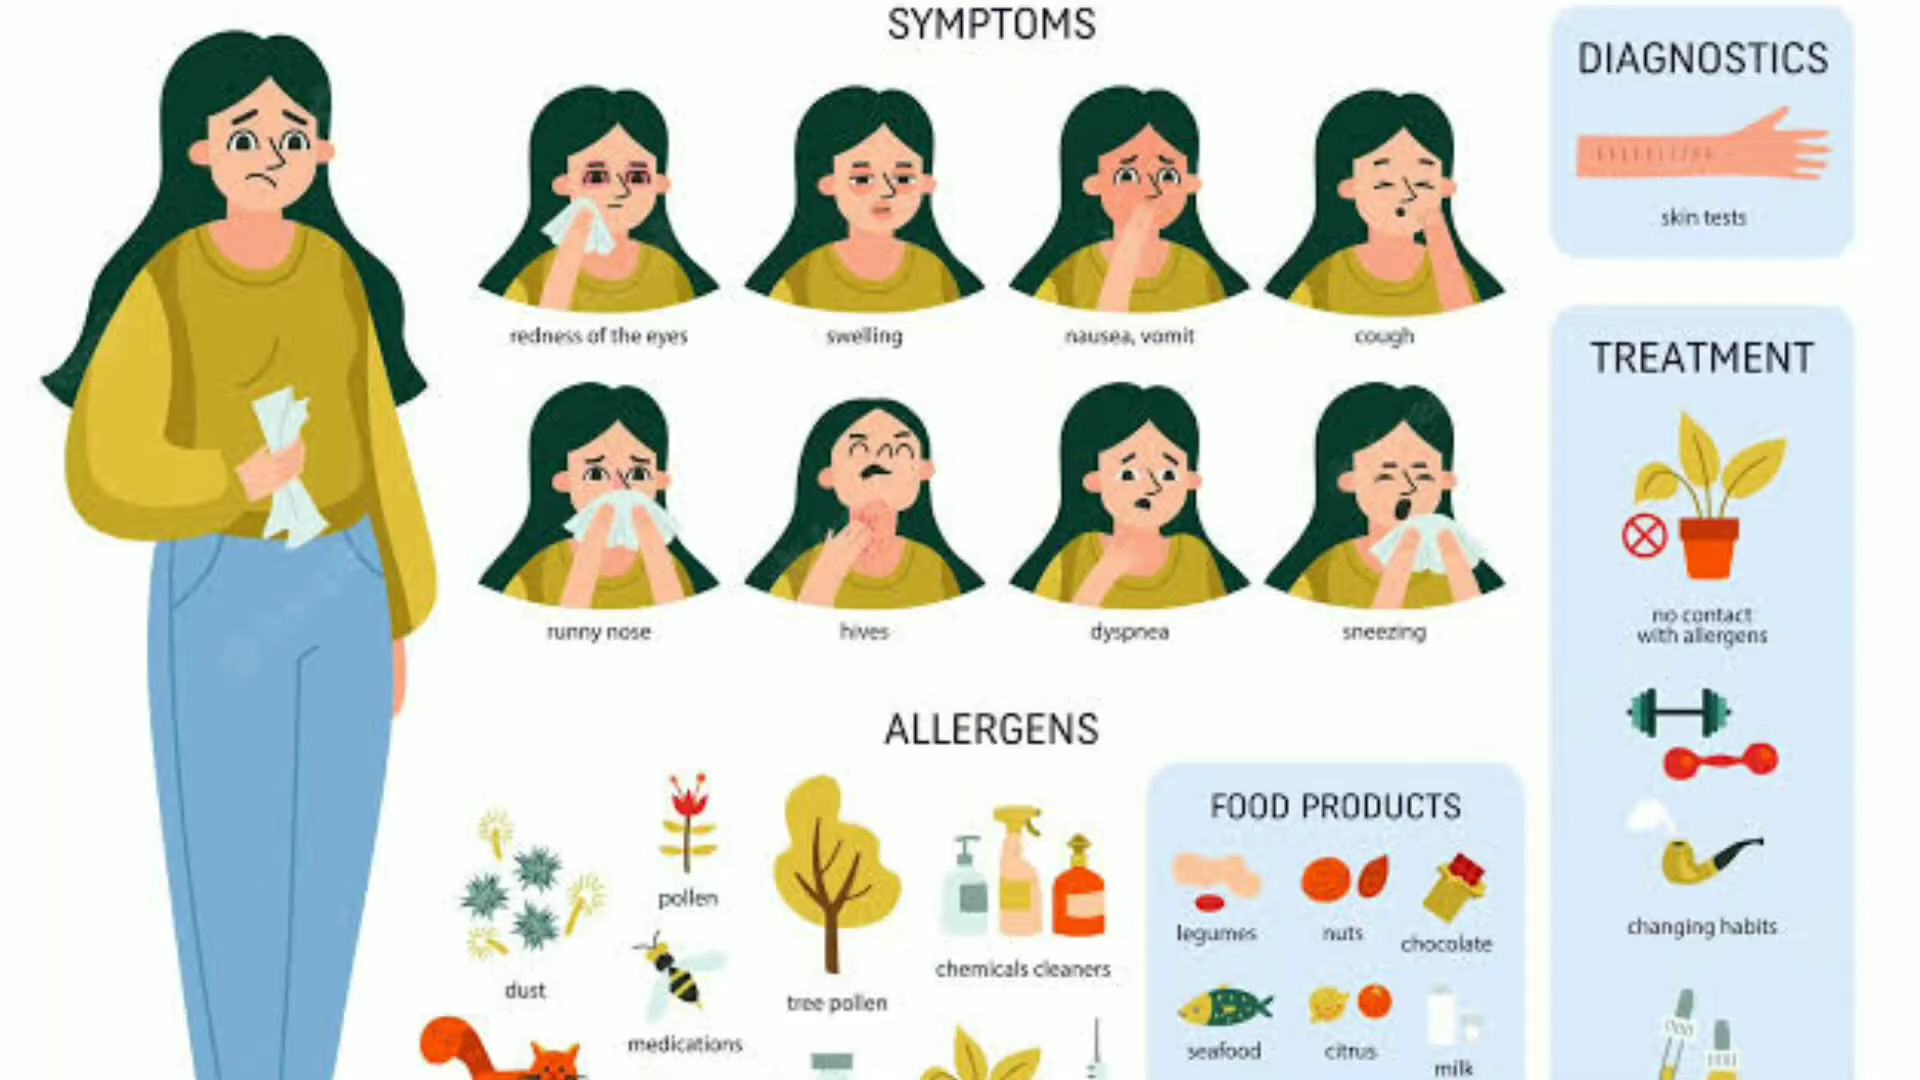 SYMPTOMS
redness of the eyes
swelling
nausea, vomit
cough
runny nose
hives
dyspnea
sneezing
ALLERGENS
dust
pollen
medications
tree pollen
chemicals cleaners
FOOD PRODUCTS
legumes
nuts
chocolate
seafood
citrus
milk
DIAGNOSTICS
skin tests
TREATMENT
no contact
with allergens
changing habits